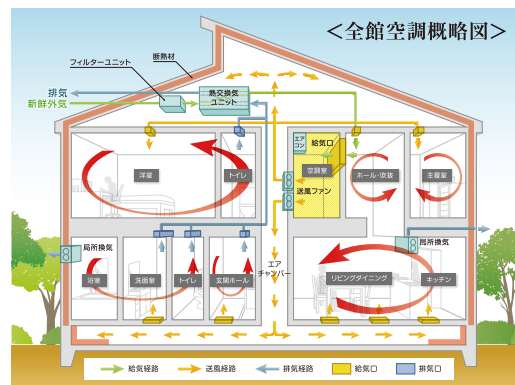 ＜全館空調概略図＞
断熱材
フィルターユニット
排気
新鮮外気
熱交換気
ユニット
エアコン
給気口
空調室
送風ファン
洋室
トイレ
ホール・吹抜
主寝室
局所換気
浴室
洗面室
トイレ
玄関ホール
エア
チャンバー
リビングダイニング
局所換気
キッチン
給気経路
送風経路
排気経路
給気口
排気口